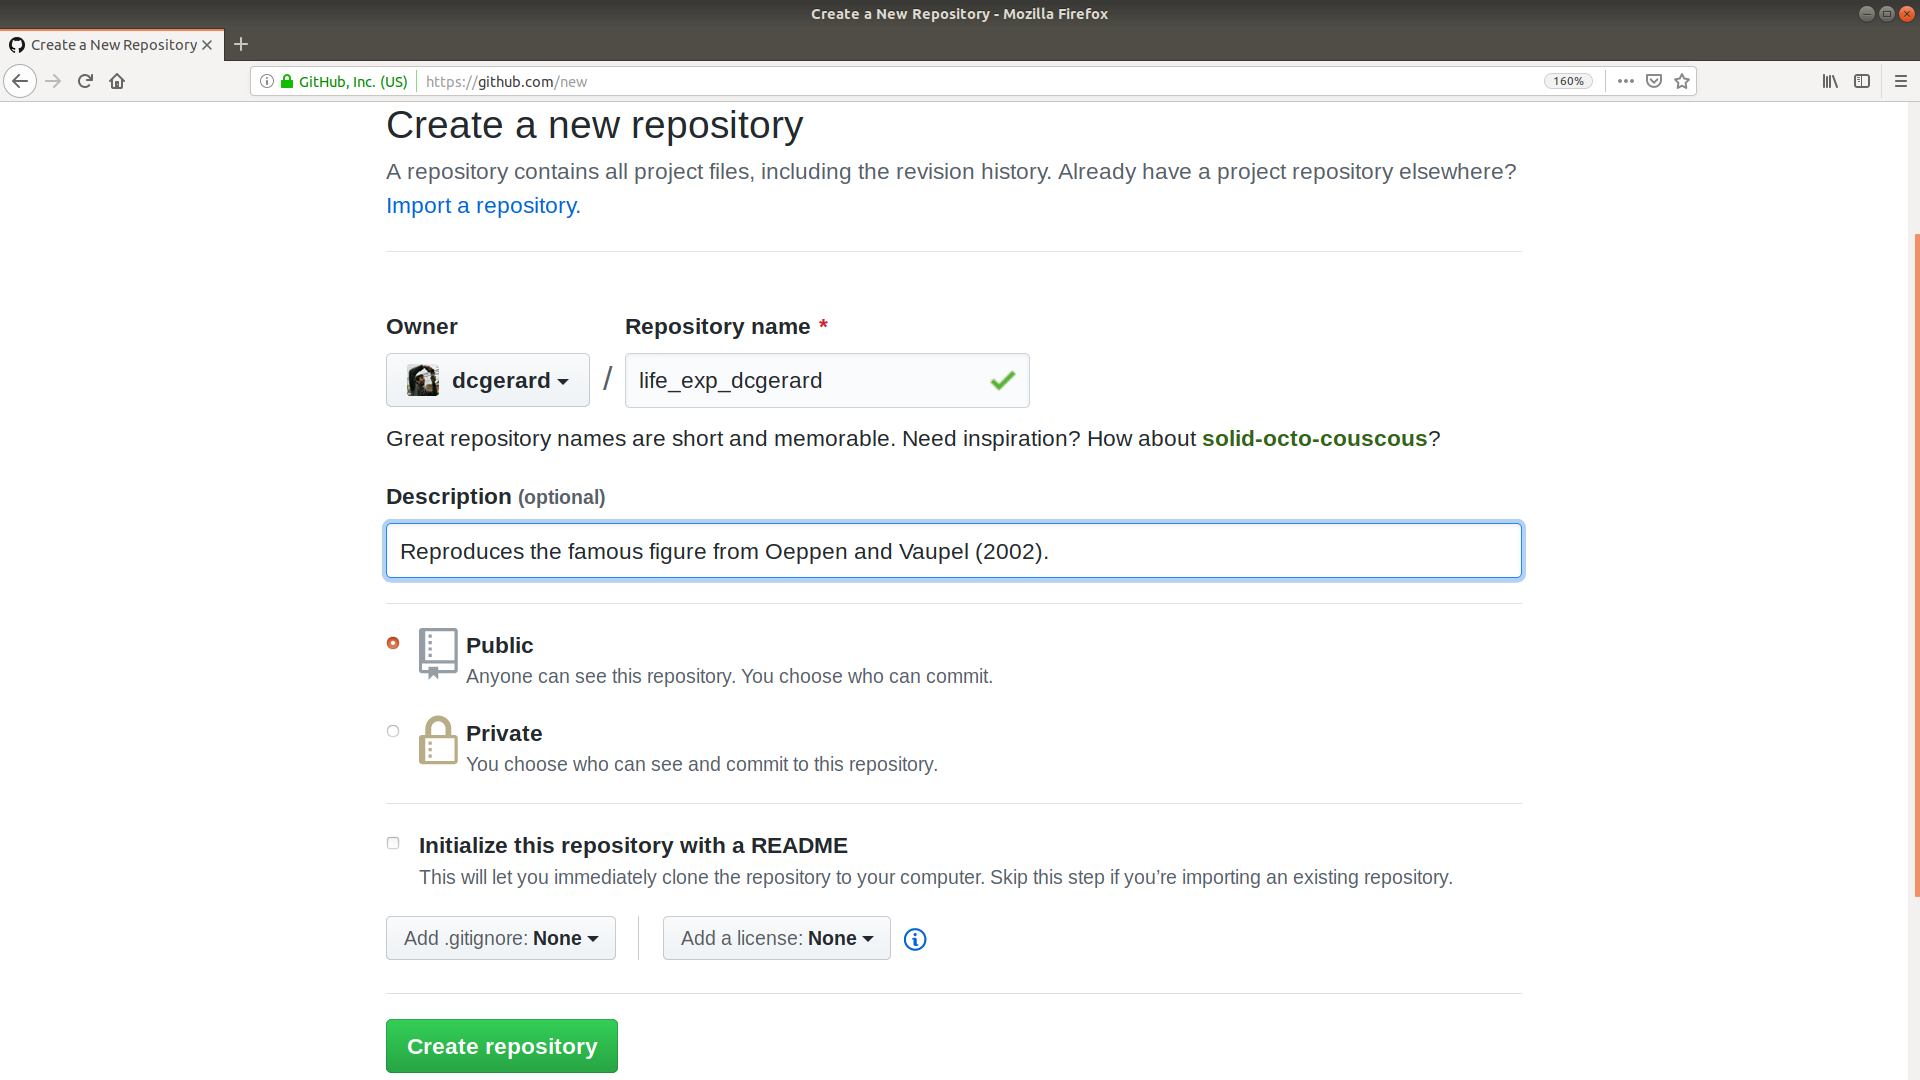 Create a New Repository - Mozilla Firefox
Create a New Repository
GitHub, Inc. (US) https://github.com/new 160%
Create a new repository
A repository contains all project files, including the revision history. Already have a project repository elsewhere?
Import a repository.
Owner Repository name *
dcgerard / life_exp_dcgerard
Great repository names are short and memorable. Need inspiration? How about solid-octo-couscous?
Description (optional)
Reproduces the famous figure from Oeppen and Vaupel (2002).
Public
Anyone can see this repository. You choose who can commit.
Private
You choose who can see and commit to this repository.
Initialize this repository with a README
This will let you immediately clone the repository to your computer. Skip this step if you’re importing an existing repository.
Add .gitignore: None Add a license: None
Create repository